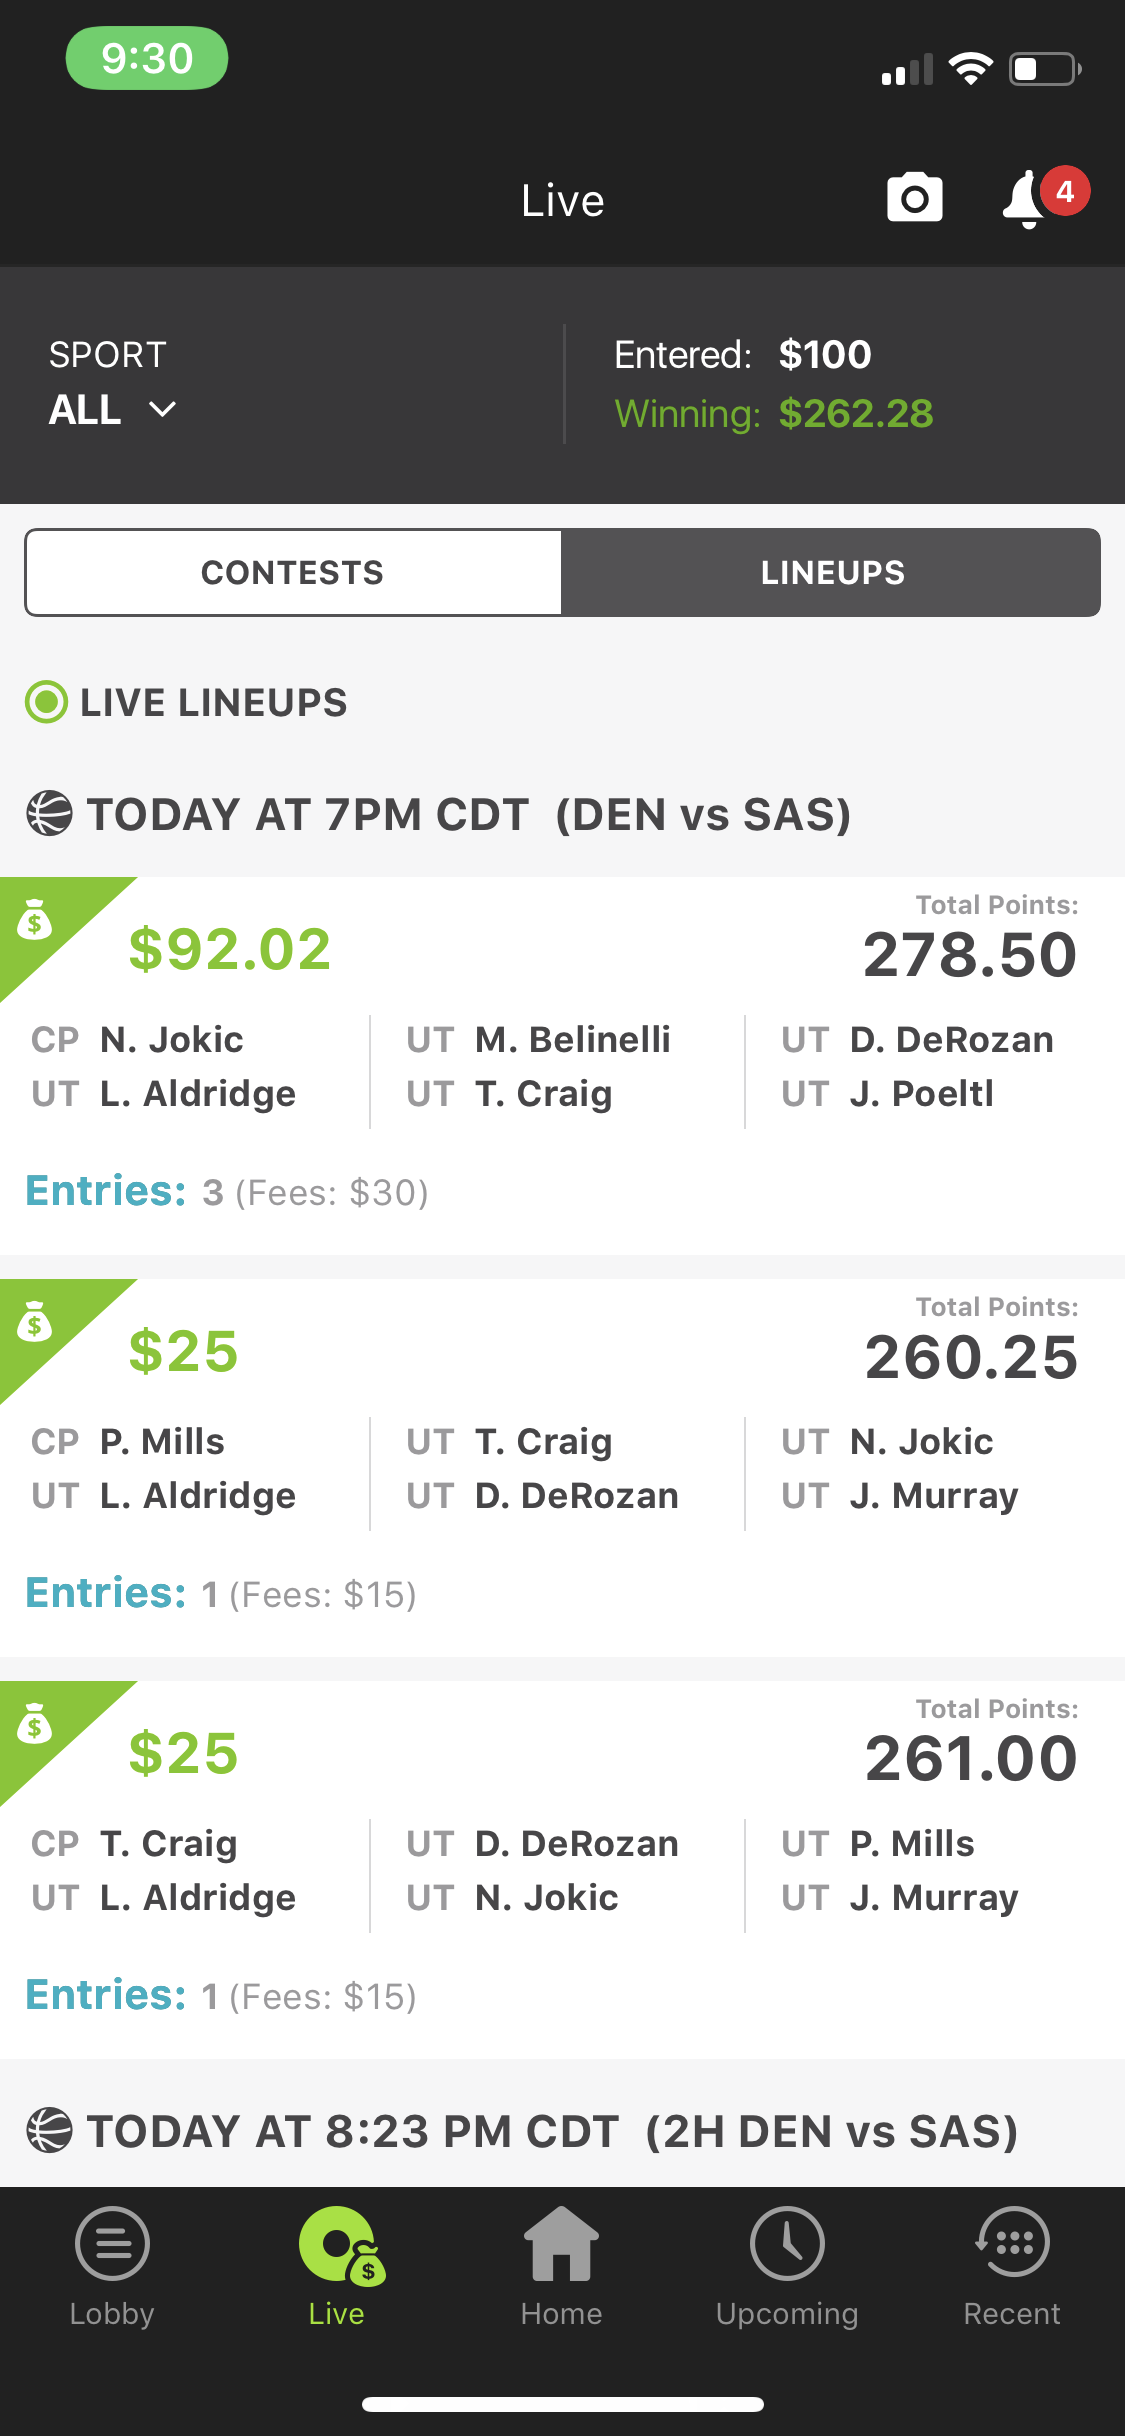 9:30
Live
4
SPORT
ALL
Entered: $100
Winning: $262.28
CONTESTS
LINEUPS
LIVE LINEUPS
TODAY AT 7PM CDT (DEN vs SAS)
Total Points:
$92.02
278.50
CP N. Jokic UT M. Belinelli UT D. DeRozan
UT L. Aldridge UT T. Craig UT J. Poeltl
Entries: 3 (Fees: $30)
Total Points:
$25
260.25
CP P. Mills UT T. Craig UT N. Jokic
UT L. Aldridge UT D. DeRozan UT J. Murray
Entries: 1 (Fees: $15)
Total Points:
$25
261.00
CP T. Craig UT D. DeRozan UT P. Mills
UT L. Aldridge UT N. Jokic UT J. Murray
Entries: 1 (Fees: $15)
TODAY AT 8:23 PM CDT (2H DEN vs SAS)
Lobby Live Home Upcoming Recent